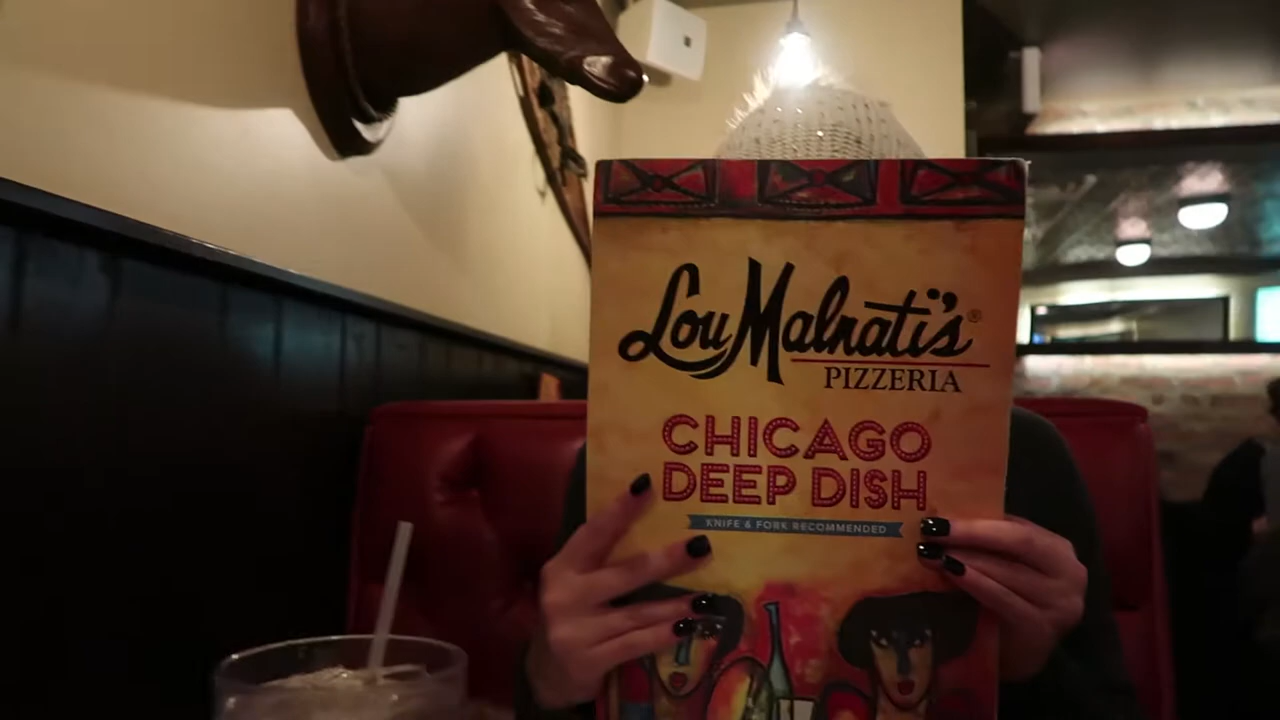 Lou Malnati's®
PIZZERIA
CHICAGO
DEEP DISH
KNIFE & FORK RECOMMENDED